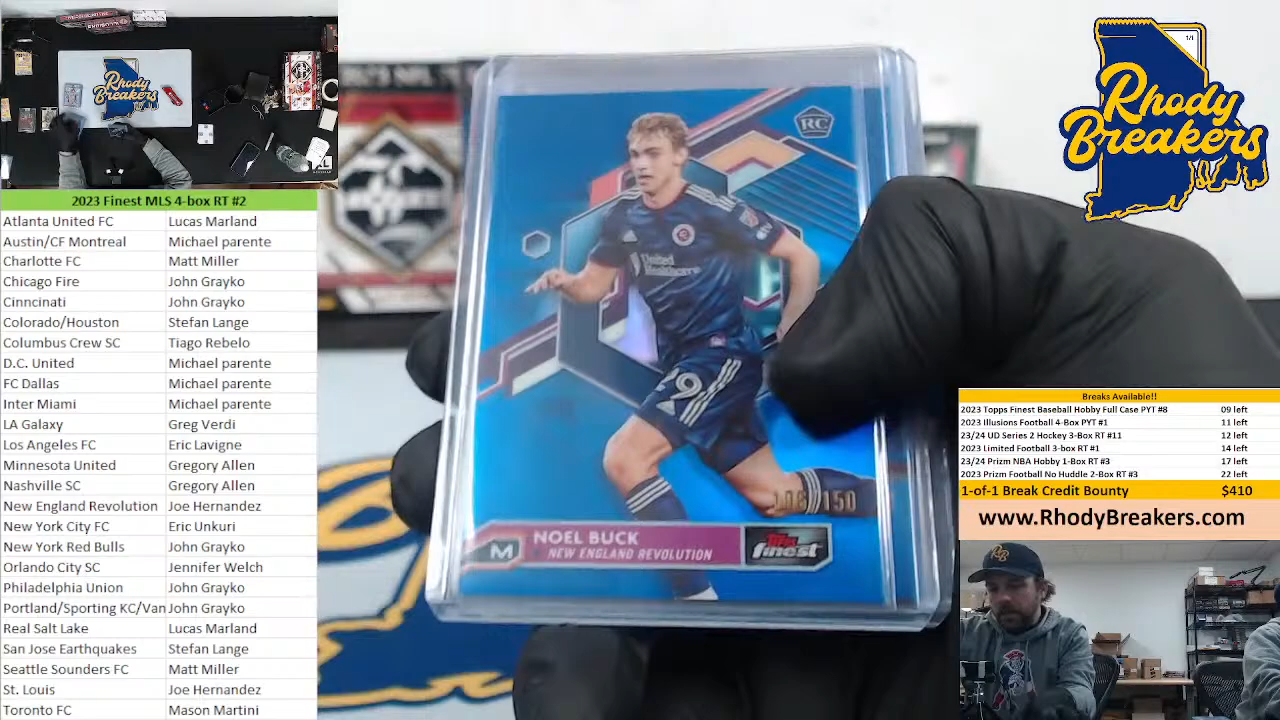 2023 Finest MLS 4-box RT #2
Atlanta United FC Lucas Marland
Austin/CF Montreal Michael parente
Charlotte FC Matt Miller
Chicago Fire John Grayko
Cinncinati John Grayko
Colorado/Houston Stefan Lange
Columbus Crew SC Tiago Rebelo
D.C. United Michael parente
FC Dallas Michael parente
Inter Miami Michael parente
LA Galaxy Greg Verdi
Los Angeles FC Eric Lavigne
Minnesota United Gregory Allen
Nashville SC Gregory Allen
New England Revolution Joe Hernandez
New York City FC Eric Unkuri
New York Red Bulls John Grayko
Orlando City SC Jennifer Welch
Philadelphia Union John Grayko
Portland/Sporting KC/Van John Grayko
Real Salt Lake Lucas Marland
San Jose Earthquakes Stefan Lange
Seattle Sounders FC Matt Miller
St. Louis Joe Hernandez
Toronto FC Mason Martini
Rhody
Breakers
RC
United
Healthcare
29
/150
M
NOEL BUCK
NEW ENGLAND REVOLUTION
Topps
finest
1/1
Rhody
Breakers
Breaks Available!!
2023 Topps Finest Baseball Hobby Full Case PYT #8 09 left
2023 Illusions Football 4-Box PYT #1 11 left
23/24 UD Series 2 Hockey 3-Box RT #11 12 left
2023 Limited Football 3-box RT #1 14 left
23/24 Prizm NBA Hobby 1-Box RT #3 17 left
2023 Prizm Football No Huddle 2-Box RT #3 22 left
1-of-1 Break Credit Bounty $410
www.RhodyBreakers.com
RB